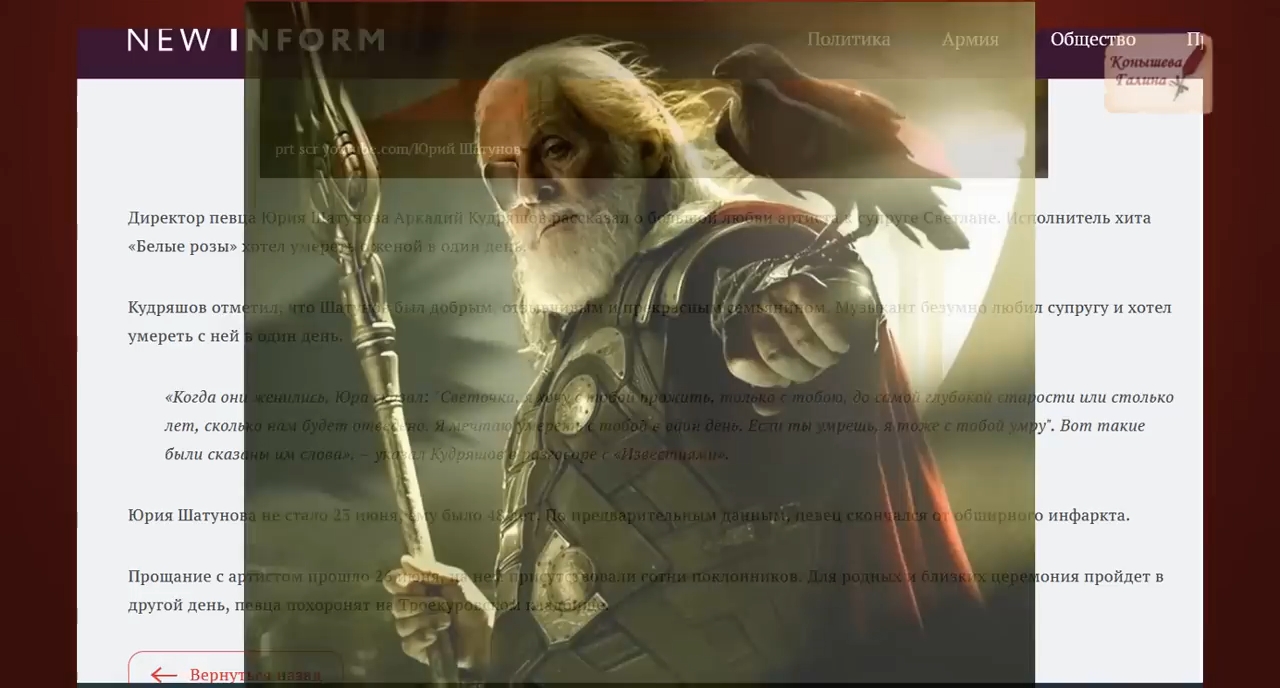 NEW INFORM
Политика Армия Общество
Конышева
Галина
prt scr youtube.com/Юрий Шатунов
Директор певца Юрия Шатунова Аркадий Кудряшов рассказал о большой любви артиста к супруге Светлане. Исполнитель хита
«Белые розы» хотел умереть с женой в один день.
Кудряшов отметил, что Шатунов был добрым, отзывчивым и прекрасным семьянином. Музыкант безумно любил супругу и хотел
умереть с ней в один день.
«Когда они женились, Юра сказал: "Светочка, я хочу с тобой прожить, только с тобою, до самой глубокой старости или столько
лет, сколько нам будет отведено. Я мечтаю умереть с тобой в один день. Если ты умрешь, я тоже с тобой умру". Вот такие
были сказаны им слова», – указал Кудряшов в разговоре с «Известиями».
Юрия Шатунова не стало 23 июня, ему было 48 лет. По предварительным данным, певец скончался от обширного инфаркта.
Прощание с артистом прошло 26 июня, на ней присутствовали сотни поклонников. Для родных и близких церемония пройдет в
другой день, певца похоронят на Троекуровском кладбище.
Вернуться назад